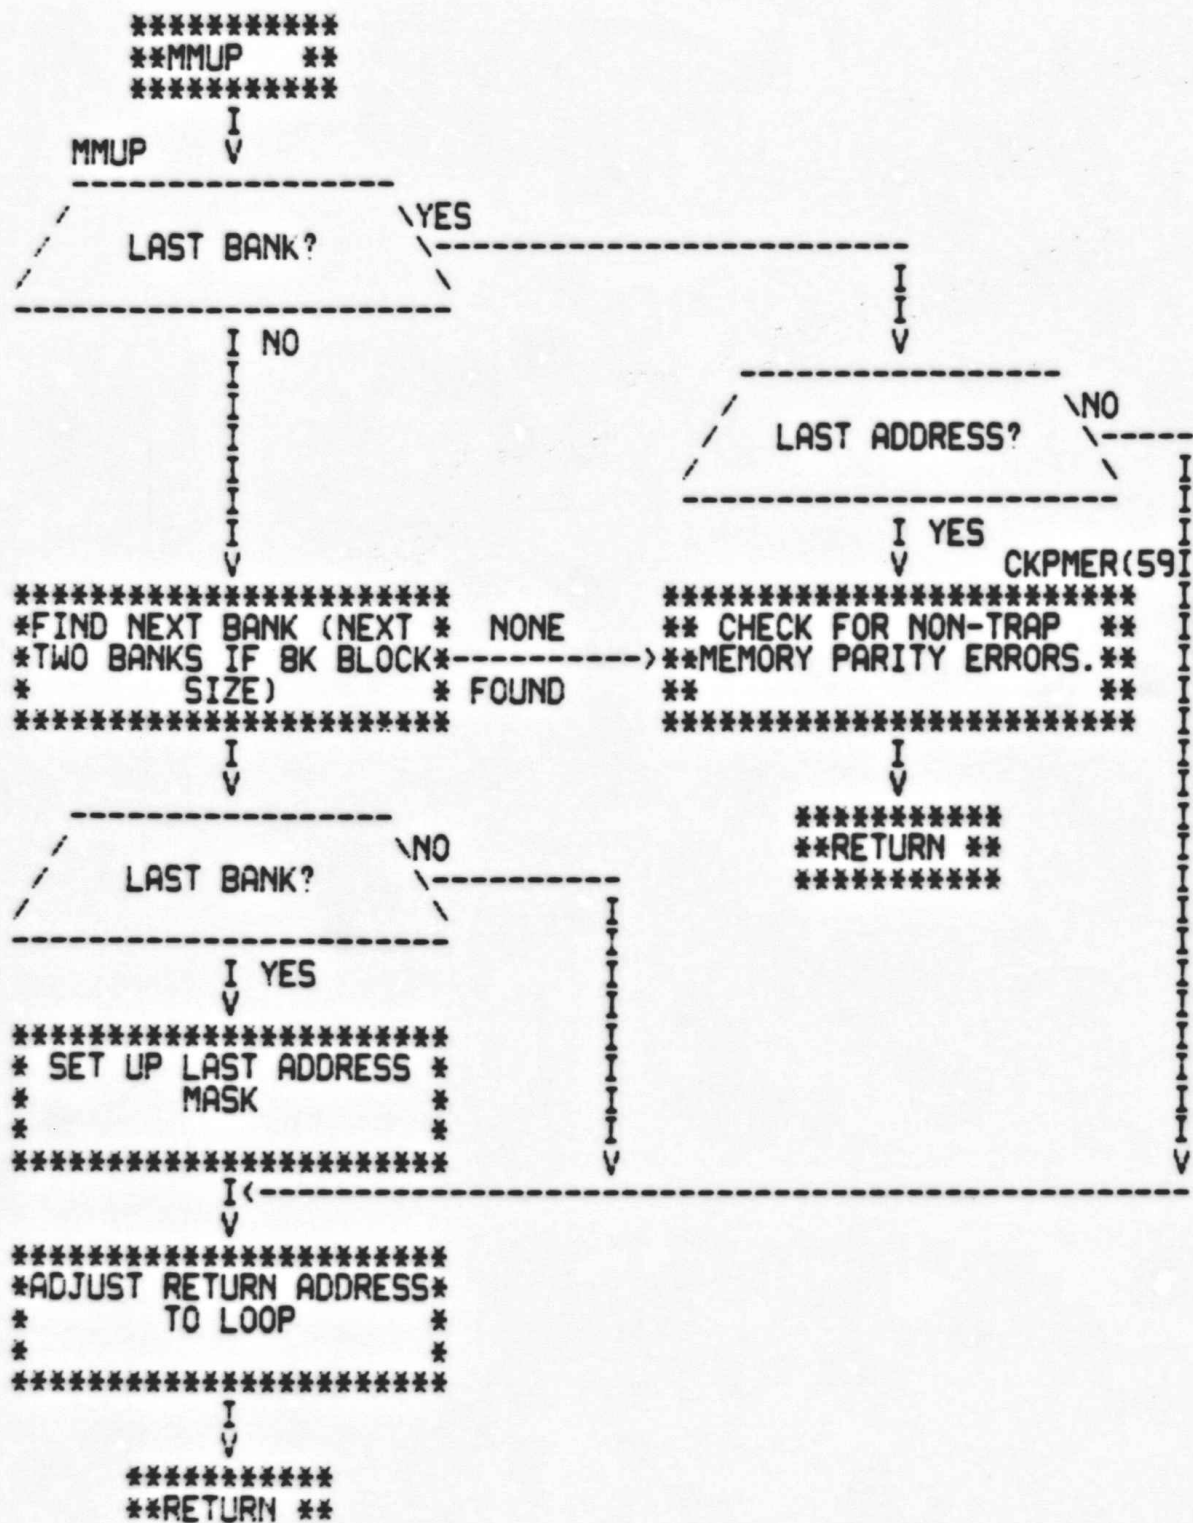 MMUP
MMUP
LAST BANK?
YES
NO
LAST ADDRESS?
NO
YES
CKPMER(59
FIND NEXT BANK (NEXT
TWO BANKS IF 8K BLOCK
SIZE)
NONE
FOUND
CHECK FOR NON-TRAP
MEMORY PARITY ERRORS.
RETURN
LAST BANK?
NO
YES
SET UP LAST ADDRESS
MASK
ADJUST RETURN ADDRESS
TO LOOP
RETURN